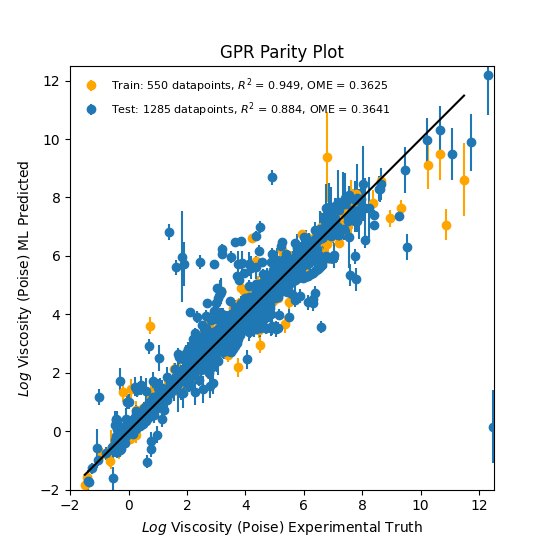 GPR Parity Plot
Train: 550 datapoints, R² = 0.949, OME = 0.3625
Test: 1285 datapoints, R² = 0.884, OME = 0.3641
Log Viscosity (Poise) ML Predicted
12
10
8
6
4
2
0
−2
−2 0 2 4 6 8 10 12
Log Viscosity (Poise) Experimental Truth